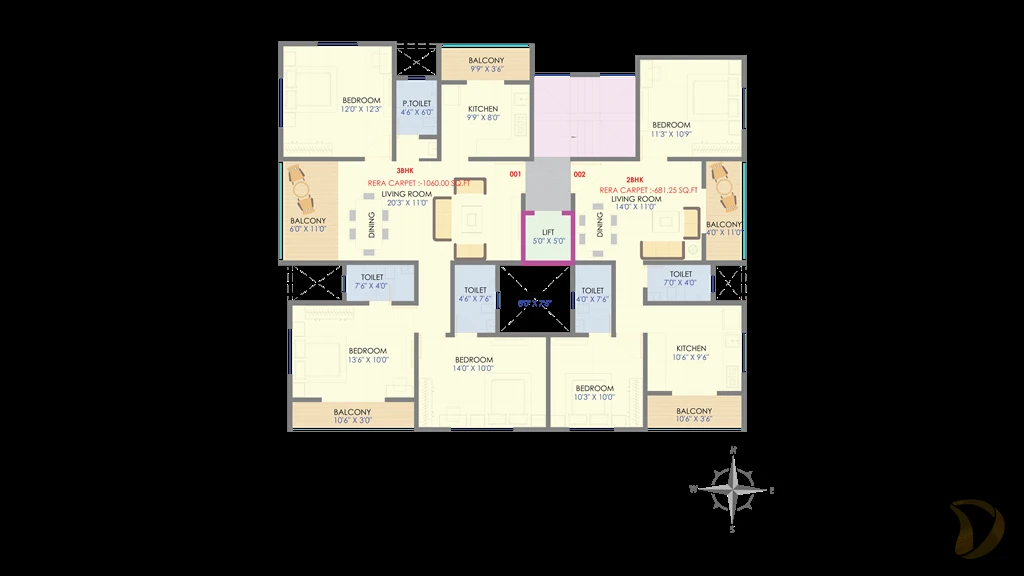 BALCONY
9'9" X 3'6"
BEDROOM
12'0" X 12'3"
P.TOILET
4'6" X 6'0"
KITCHEN
9'9" X 8'0"
BEDROOM
11'3" X 10'9"
3BHK
RERA CARPET :-1060.00 SQ.FT
LIVING ROOM
20'3" X 11'0"
001
002
2BHK
RERA CARPET :-681.25 SQ.FT
LIVING ROOM
14'0" X 11'0"
BALCONY
6'0" X 11'0"
DINING
LIFT
5'0" X 5'0"
DINING
BALCONY
4'0" X 11'0"
TOILET
7'6" X 4'0"
TOILET
4'6" X 7'6"
TOILET
4'0" X 7'6"
TOILET
7'0" X 4'0"
BEDROOM
13'6" X 10'0"
BEDROOM
14'0" X 10'0"
BEDROOM
10'3" X 10'0"
KITCHEN
10'6" X 9'6"
BALCONY
10'6" X 3'0"
BALCONY
10'6" X 3'6"
N
W
E
S